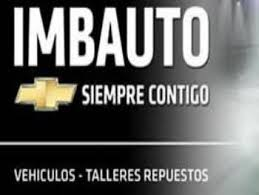 IMBAUTO
SIEMPRE CONTIGO
VEHICULOS - TALLERES REPUESTOS